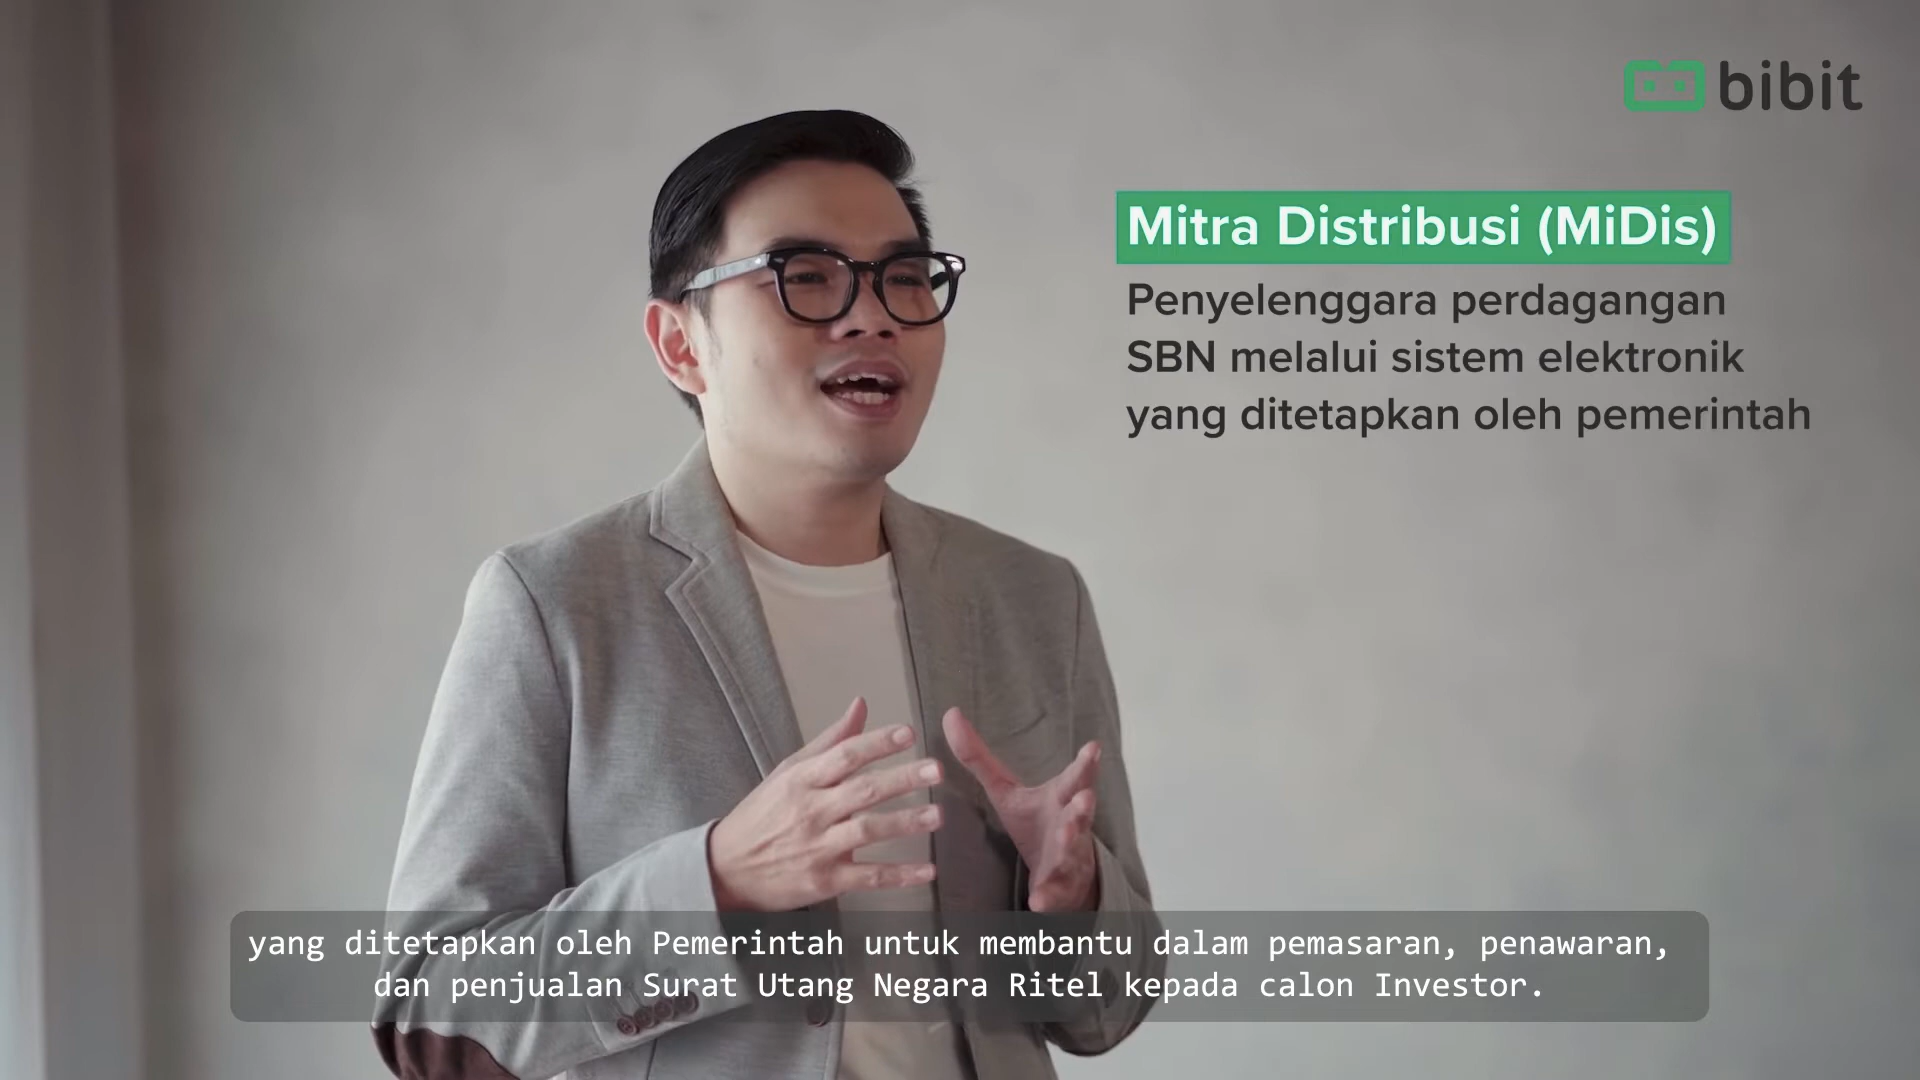 bibit
Mitra Distribusi (MiDis)
Penyelenggara perdagangan
SBN melalui sistem elektronik
yang ditetapkan oleh pemerintah
yang ditetapkan oleh Pemerintah untuk membantu dalam pemasaran, penawaran,
dan penjualan Surat Utang Negara Ritel kepada calon Investor.